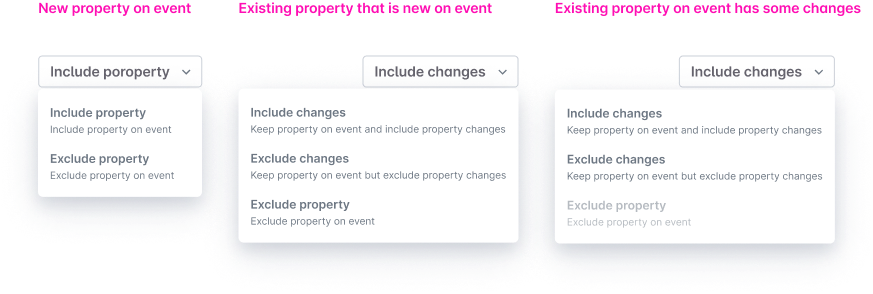 New property on event
Existing property that is new on event
Existing property on event has some changes
Include poroperty
Include property
Include property on event
Exclude property
Exclude property on event
Include changes
Include changes
Keep property on event and include property changes
Exclude changes
Keep property on event but exclude property changes
Exclude property
Exclude property on event
Include changes
Include changes
Keep property on event and include property changes
Exclude changes
Keep property on event but exclude property changes
Exclude property
Exclude property on event